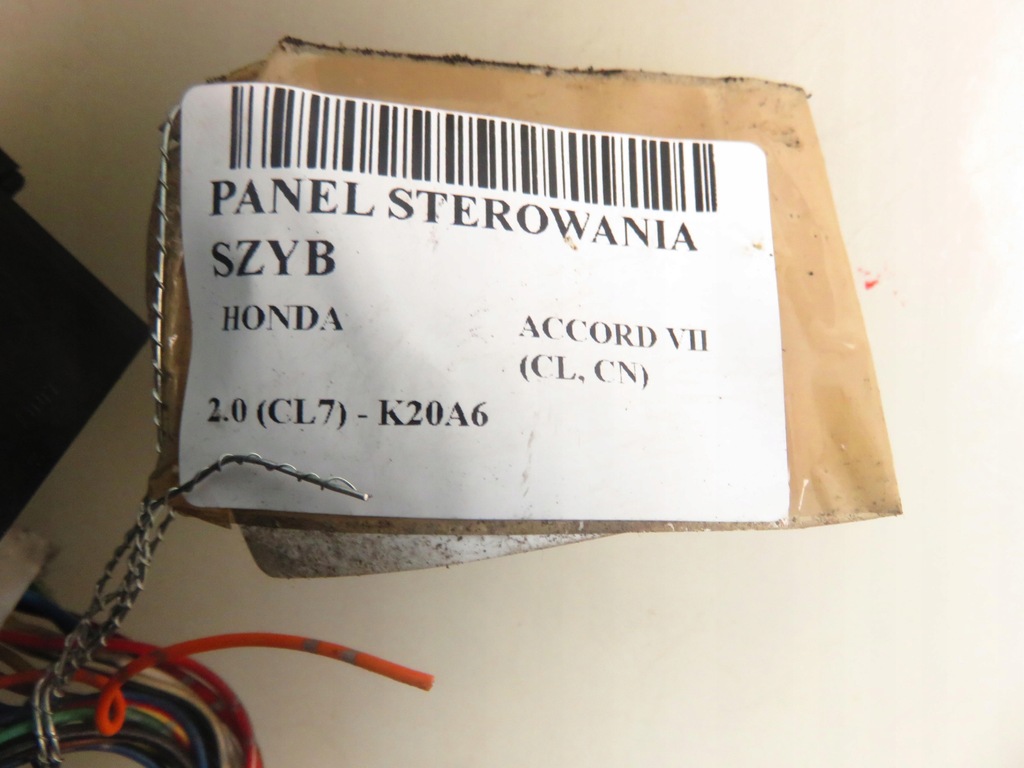 PANEL STEROWANIA
SZYB
HONDA
ACCORD VII
(CL, CN)
2.0 (CL7) - K20A6